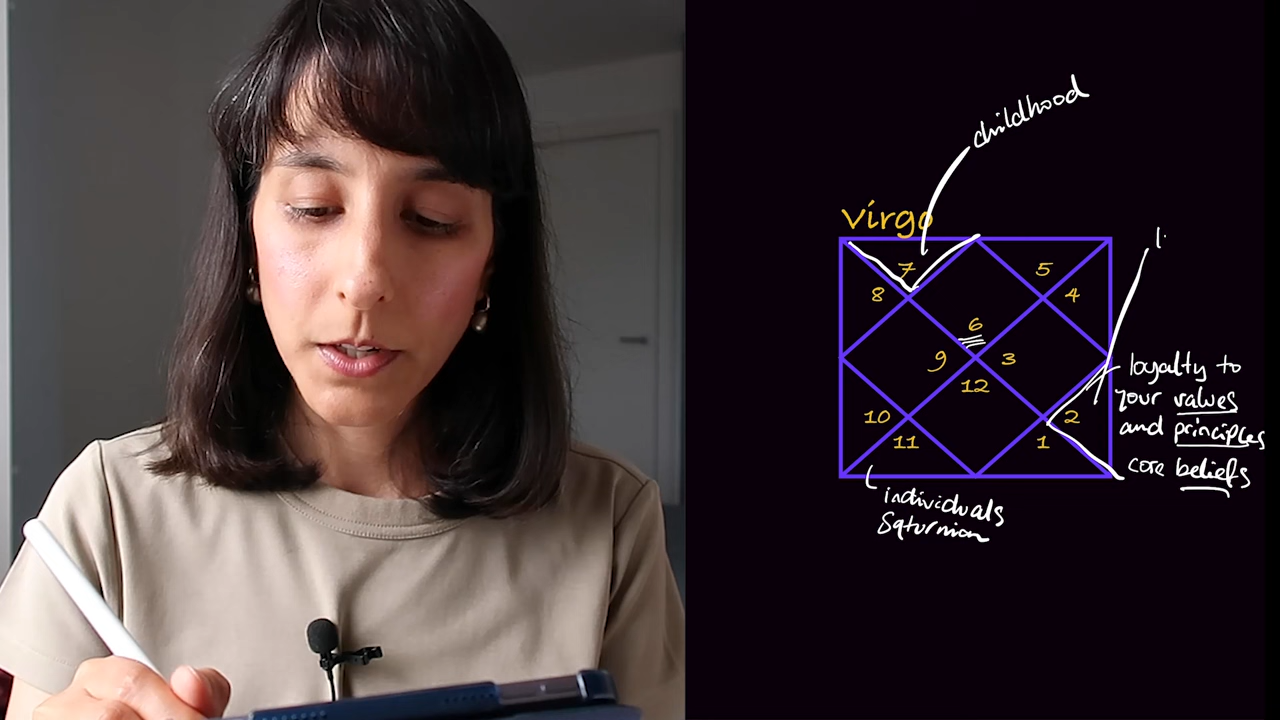 childhood
virgo
7
5
8
4
6
9
3
12
10
2
11
1
loyalty to
your values
and principles
core beliefs
individuals
Saturnian